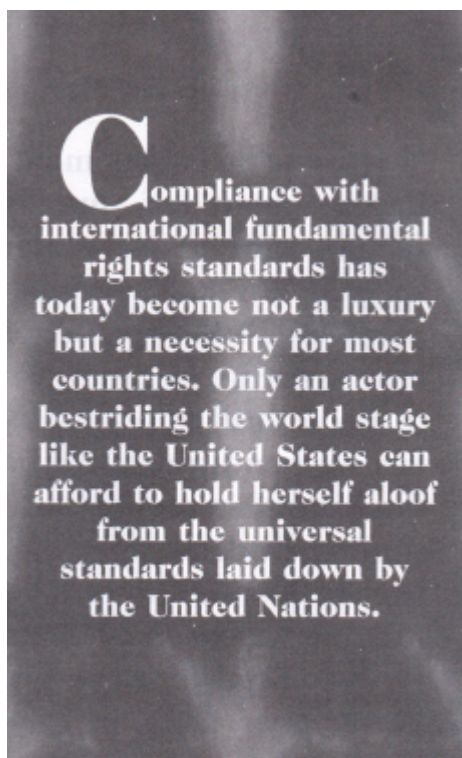 Compliance with
international fundamental
rights standards has
today become not a luxury
but a necessity for most
countries. Only an actor
bestriding the world stage
like the United States can
afford to hold herself aloof
from the universal
standards laid down by
the United Nations.